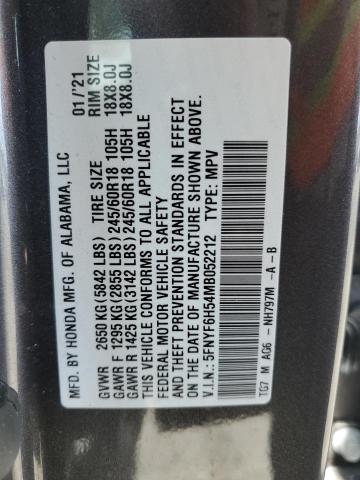 MFD. BY HONDA MFG. OF ALABAMA, LLC 01/'21
GVWR 2650 KG (5842 LBS) TIRE SIZE RIM SIZE
GAWR F 1295 KG (2855 LBS) 245/60R18 105H 18X8.0J
GAWR R 1425 KG (3142 LBS) 245/60R18 105H 18X8.0J
THIS VEHICLE CONFORMS TO ALL APPLICABLE
FEDERAL MOTOR VEHICLE SAFETY
AND THEFT PREVENTION STANDARDS IN EFFECT
ON THE DATE OF MANUFACTURE SHOWN ABOVE.
V.I.N.: 5FNYF6H54MB052212 TYPE: MPV
TG7 M AG6 - NH797M -A -B